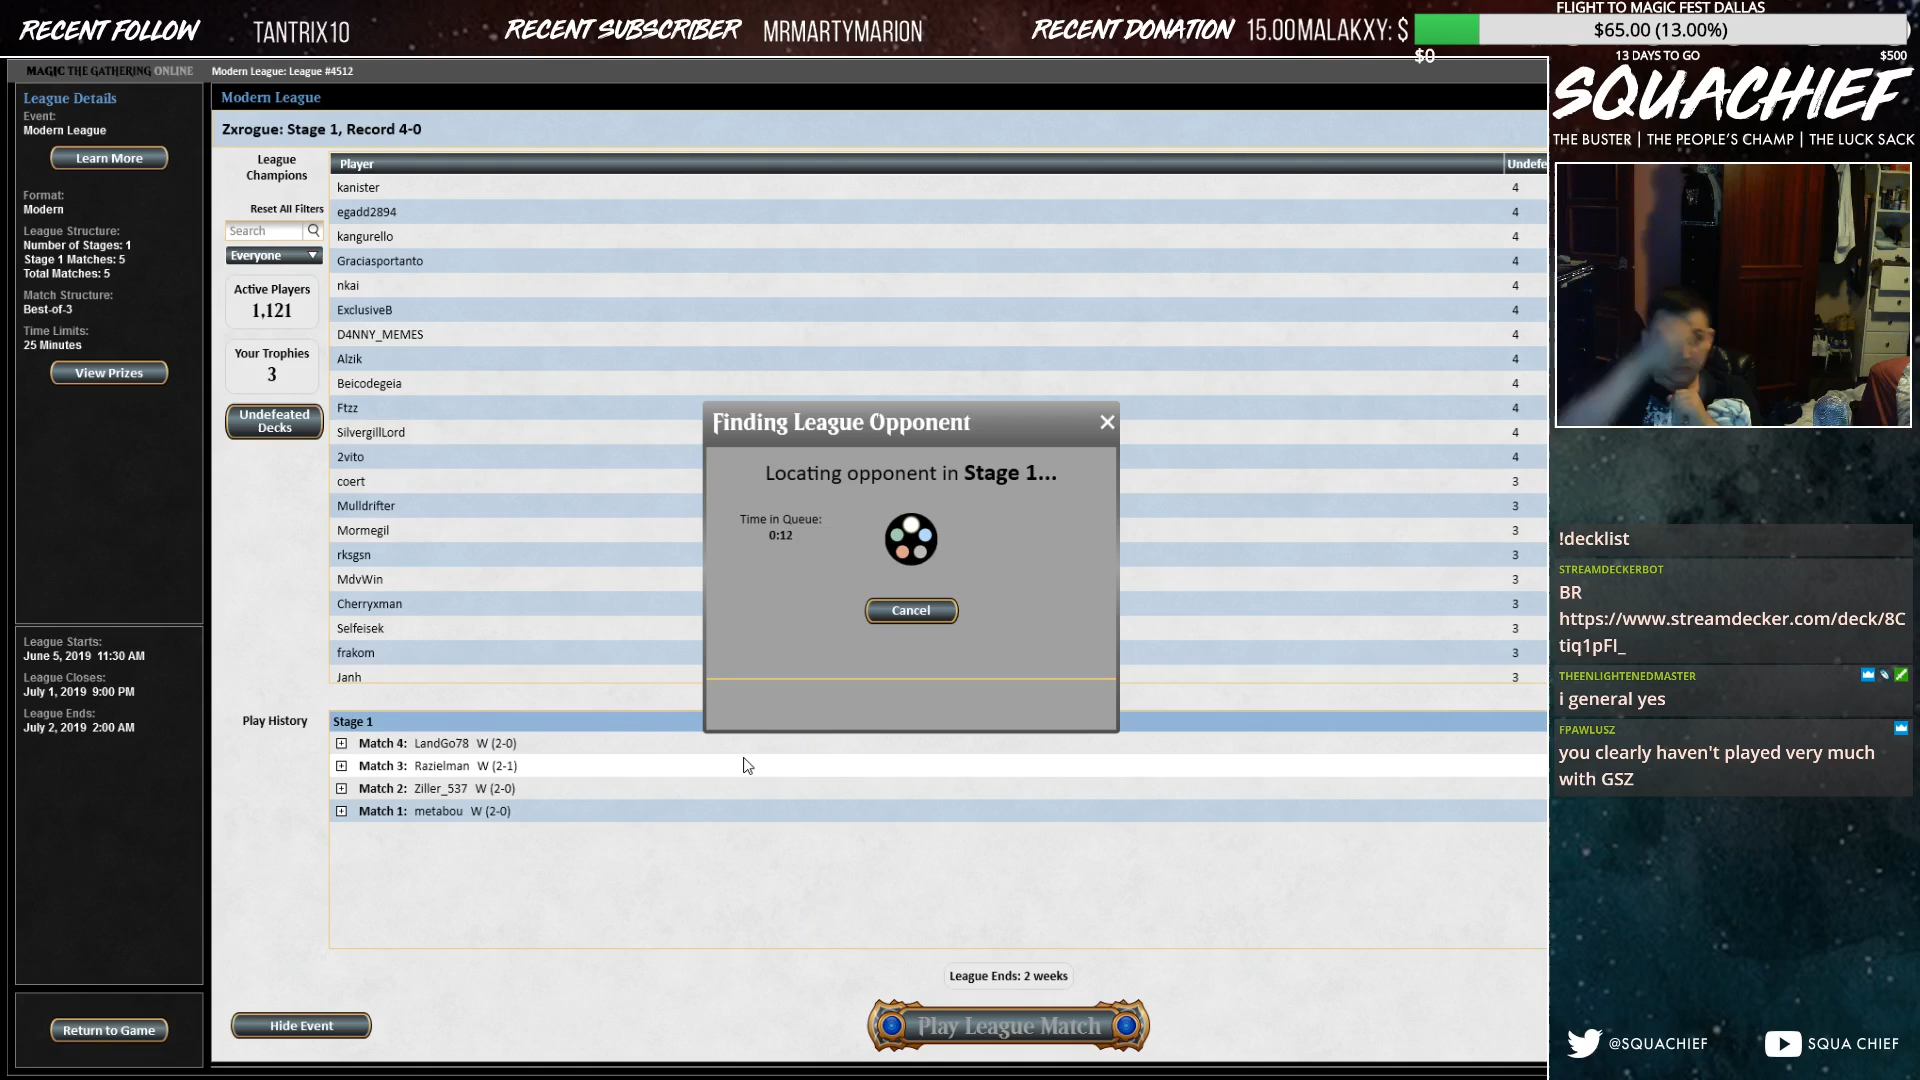 RECENT FOLLOW TANTRIX10 RECENT SUBSCRIBER MRMARTYMARION RECENT DONATION 15.00MALAKXY: $
FLIGHT TO MAGIC FEST DALLAS
$65.00 (13.00%)
$0 13 DAYS TO GO $500
MAGIC THE GATHERING ONLINE Modern League: League #4512
League Details
Event:
Modern League
Learn More
Format:
Modern
League Structure:
Number of Stages: 1
Stage 1 Matches: 5
Total Matches: 5
Match Structure:
Best-of-3
Time Limits:
25 Minutes
View Prizes
League Starts:
June 5, 2019 11:30 AM
League Closes:
July 1, 2019 9:00 PM
League Ends:
July 2, 2019 2:00 AM
Return to Game
Modern League
Zxrogue: Stage 1, Record 4-0
League
Champions
Reset All Filters
Search
Everyone
Active Players
1,121
Your Trophies
3
Undefeated
Decks
Player Undefe
kanister 4
egadd2894 4
kangurello 4
Graciasportanto 4
nkai 4
ExclusiveB 4
D4NNY_MEMES 4
Alzik 4
Beicodegeia 4
Ftzz 4
SilvergillLord 4
2vito 4
coert 3
Mulldrifter 3
Mormegil 3
rksgsn 3
MdvWin 3
Cherryxman 3
Selfeisek 3
frakom 3
Janh 3
Finding League Opponent
Locating opponent in Stage 1...
Time in Queue:
0:12
Cancel
Play History
Stage 1
Match 4: LandGo78 W (2-0)
Match 3: Razielman W (2-1)
Match 2: Ziller_537 W (2-0)
Match 1: metabou W (2-0)
League Ends: 2 weeks
Hide Event
Play League Match
SQUACHIEF
THE BUSTER | THE PEOPLE'S CHAMP | THE LUCK SACK
!decklist
STREAMDECKERBOT
BR
https://www.streamdecker.com/deck/8C
tiq1pFI_
THEENLIGHTENEDMASTER
i general yes
FPAWLUSZ
you clearly haven't played very much
with GSZ
@SQUACHIEF SQUA CHIEF